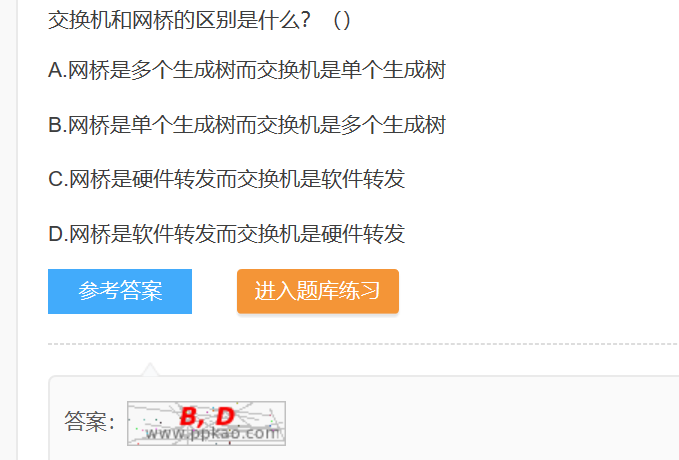 交换机和网桥的区别是什么？（）
A.网桥是多个生成树而交换机是单个生成树
B.网桥是单个生成树而交换机是多个生成树
C.网桥是硬件转发而交换机是软件转发
D.网桥是软件转发而交换机是硬件转发
参考答案 进入题库练习
答案：B, D
www.ppkao.com